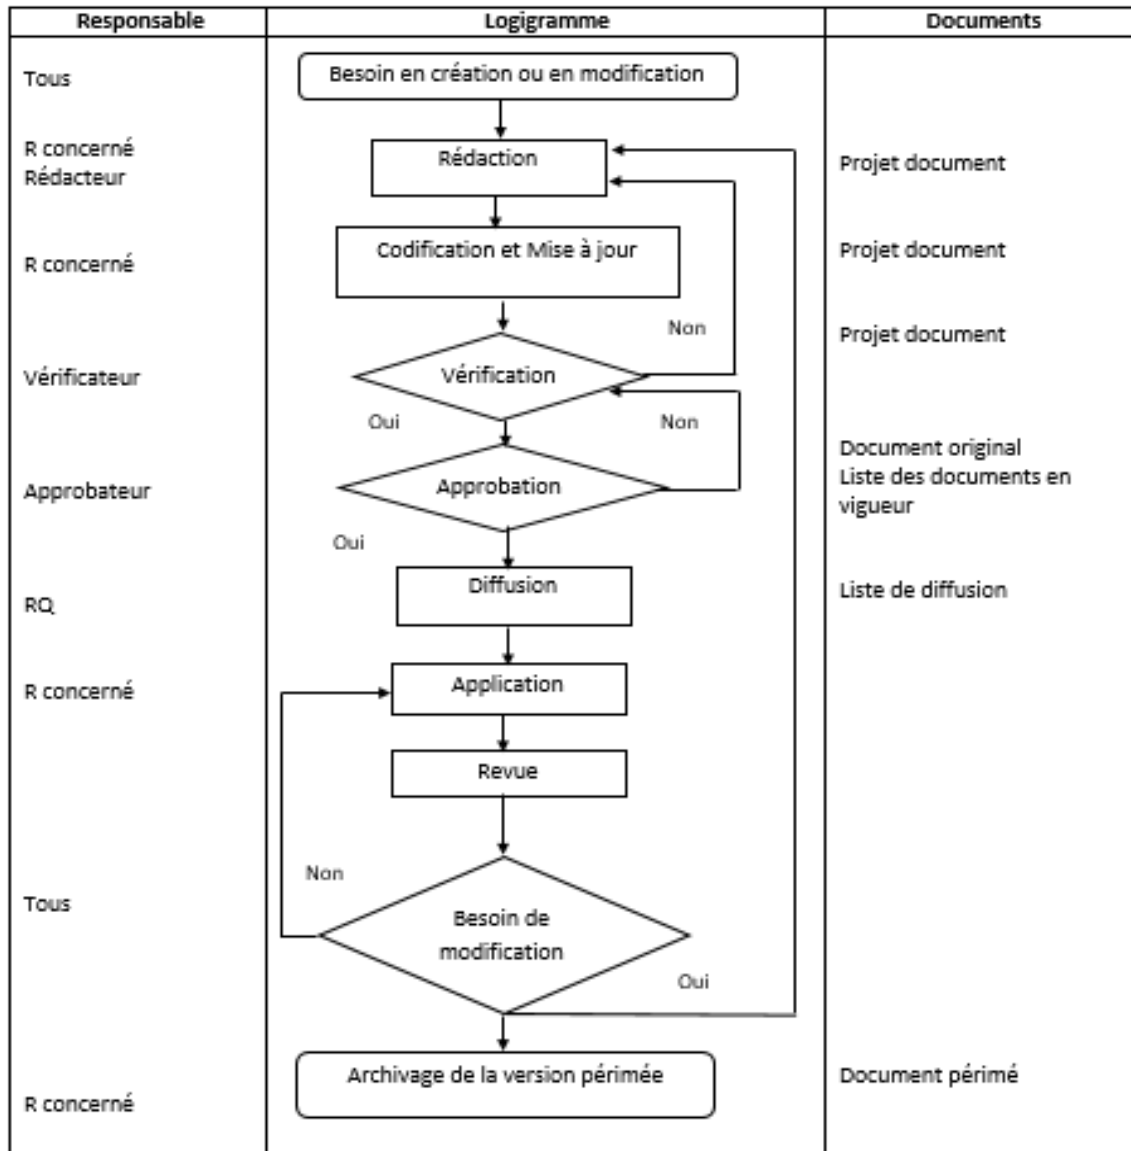 Responsable
Logigramme
Documents
Tous
Besoin en création ou en modification
R concerné
Rédacteur
Rédaction
Projet document
R concerné
Codification et Mise à jour
Projet document
Non
Projet document
Vérificateur
Vérification
Oui
Non
Approbateur
Approbation
Document original
Liste des documents en
vigueur
Oui
RQ
Diffusion
Liste de diffusion
R concerné
Application
Revue
Non
Tous
Besoin de
modification
Oui
R concerné
Archivage de la version périmée
Document périmé